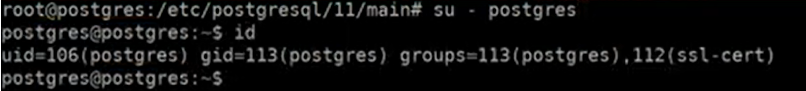 root@postgres:/etc/postgresql/11/main# su - postgres
postgres@postgres:~$ id
uid=106(postgres) gid=113(postgres) groups=113(postgres),112(ssl-cert)
postgres@postgres:~$